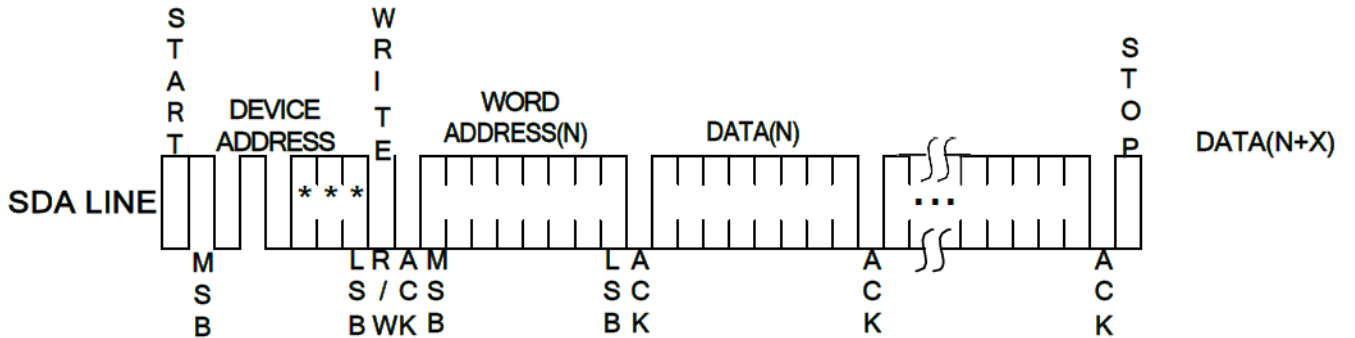 START
WRITE
STOP
DEVICE
ADDRESS
WORD
ADDRESS(N)
DATA(N)
DATA(N+X)
SDA LINE
* * *
...
MSB
LSB
R/W
ACK
MSB
LSB
ACK
ACK
ACK